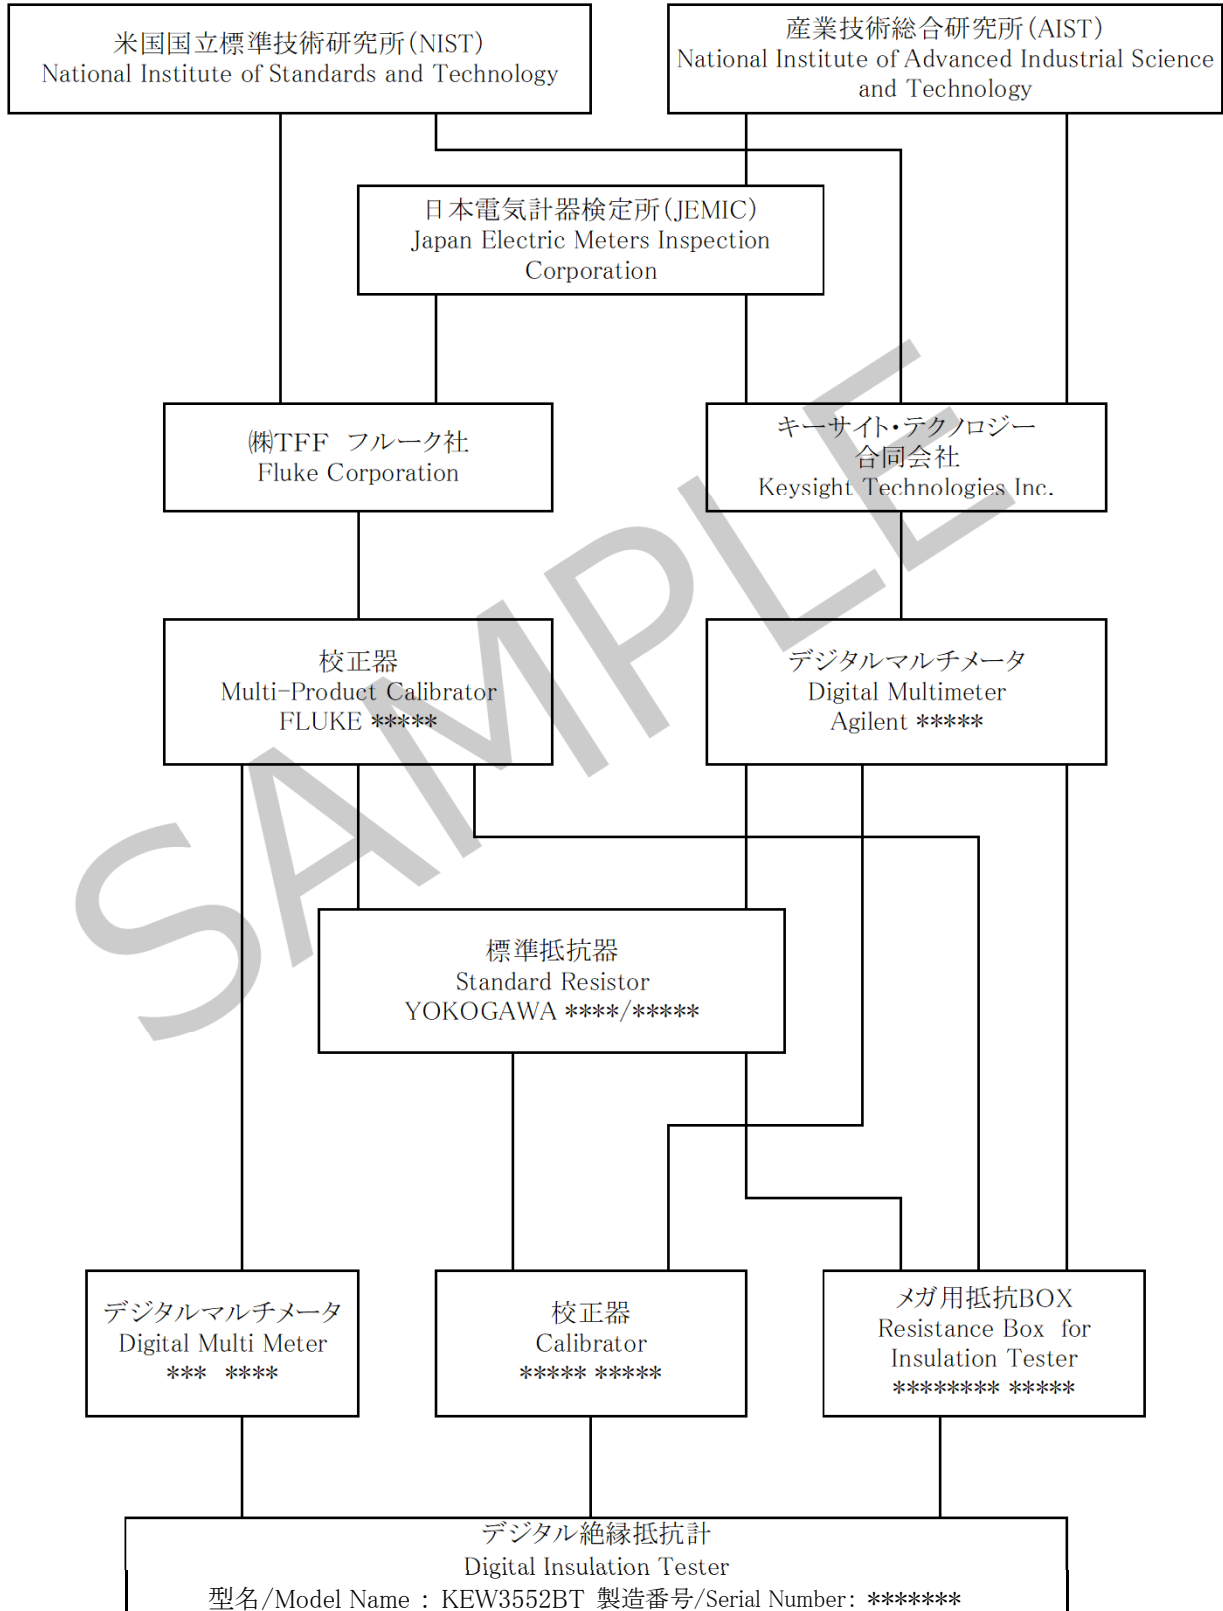 米国国立標準技術研究所(NIST)
National Institute of Standards and Technology
産業技術総合研究所(AIST)
National Institute of Advanced Industrial Science
and Technology
日本電気計器検定所(JEMIC)
Japan Electric Meters Inspection
Corporation
㈱TFF フルーク社
Fluke Corporation
キーサイト・テクノロジー
合同会社
Keysight Technologies Inc.
校正器
Multi-Product Calibrator
FLUKE *****
デジタルマルチメータ
Digital Multimeter
Agilent *****
標準抵抗器
Standard Resistor
YOKOGAWA ****/*****
デジタルマルチメータ
Digital Multi Meter
*** ****
校正器
Calibrator
***** *****
メガ用抵抗BOX
Resistance Box for
Insulation Tester
******** *****
デジタル絶縁抵抗計
Digital Insulation Tester
型名/Model Name : KEW3552BT 製造番号/Serial Number: *******
SAMPLE